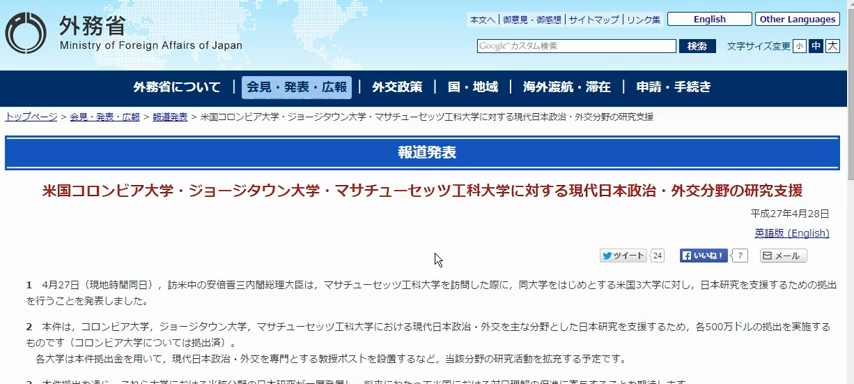 外務省
Ministry of Foreign Affairs of Japan
本文へ | 御意見・御感想 | サイトマップ | リンク集
English
Other Languages
Google™ カスタム検索
検索
文字サイズ変更 小 中 大
外務省について | 会見・発表・広報 | 外交政策 | 国・地域 | 海外渡航・滞在 | 申請・手続き
トップページ > 会見・発表・広報 > 報道発表 > 米国コロンビア大学・ジョージタウン大学・マサチューセッツ工科大学に対する現代日本政治・外交分野の研究支援
報道発表
米国コロンビア大学・ジョージタウン大学・マサチューセッツ工科大学に対する現代日本政治・外交分野の研究支援
平成27年4月28日
英語版 (English)
ツイート 24 いいね! 7 メール
1 4月27日（現地時間同日），訪米中の安倍晋三内閣総理大臣は，マサチューセッツ工科大学を訪問した際に，同大学をはじめとする米国3大学に対し，日本研究を支援するための拠出
を行うことを発表しました。
2 本件は，コロンビア大学，ジョージタウン大学，マサチューセッツ工科大学における現代日本政治・外交を主な分野とした日本研究を支援するため，各500万ドルの拠出を実施する
ものです（コロンビア大学については拠出済）。
各大学は本件拠出金を用いて，現代日本政治・外交を専門とする教授ポストを設置するなど，当該分野の研究活動を拡充する予定です。